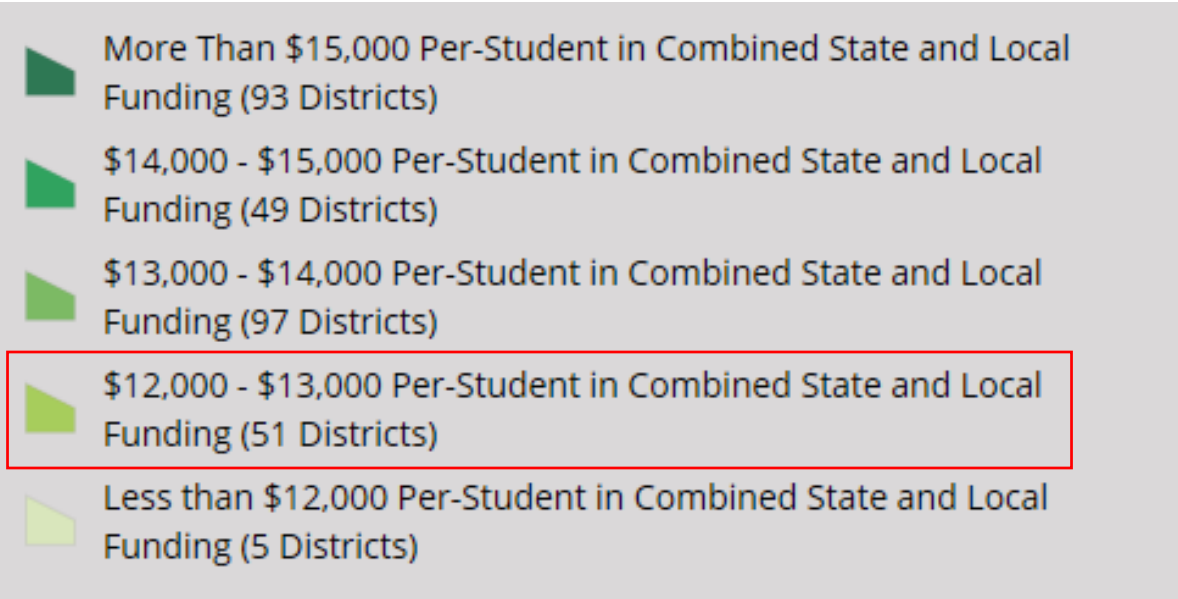 More Than $15,000 Per-Student in Combined State and Local
Funding (93 Districts)
$14,000 - $15,000 Per-Student in Combined State and Local
Funding (49 Districts)
$13,000 - $14,000 Per-Student in Combined State and Local
Funding (97 Districts)
$12,000 - $13,000 Per-Student in Combined State and Local
Funding (51 Districts)
Less than $12,000 Per-Student in Combined State and Local
Funding (5 Districts)